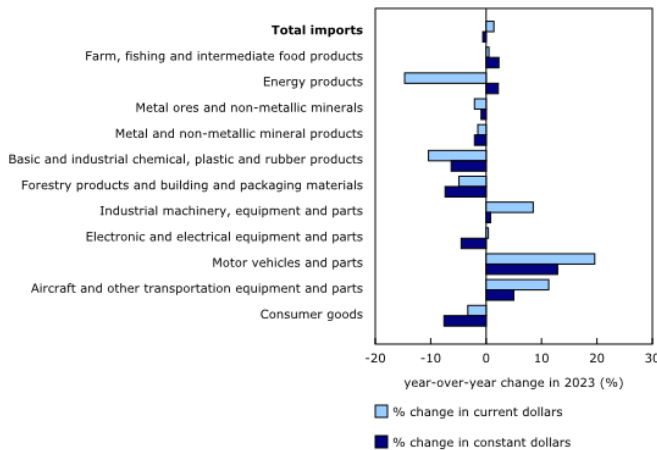 Total imports
Farm, fishing and intermediate food products
Energy products
Metal ores and non-metallic minerals
Metal and non-metallic mineral products
Basic and industrial chemical, plastic and rubber products
Forestry products and building and packaging materials
Industrial machinery, equipment and parts
Electronic and electrical equipment and parts
Motor vehicles and parts
Aircraft and other transportation equipment and parts
Consumer goods
-20 -10 0 10 20 30
year-over-year change in 2023 (%)
% change in current dollars
% change in constant dollars